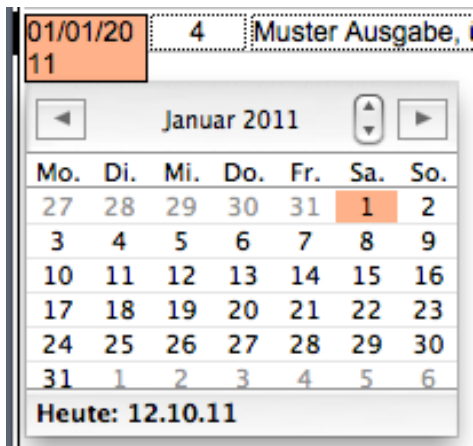 01/01/20
11
4
Muster Ausgabe,
Januar 2011
Mo. Di. Mi. Do. Fr. Sa. So.
27 28 29 30 31 1 2
3 4 5 6 7 8 9
10 11 12 13 14 15 16
17 18 19 20 21 22 23
24 25 26 27 28 29 30
31 1 2 3 4 5 6
Heute: 12.10.11